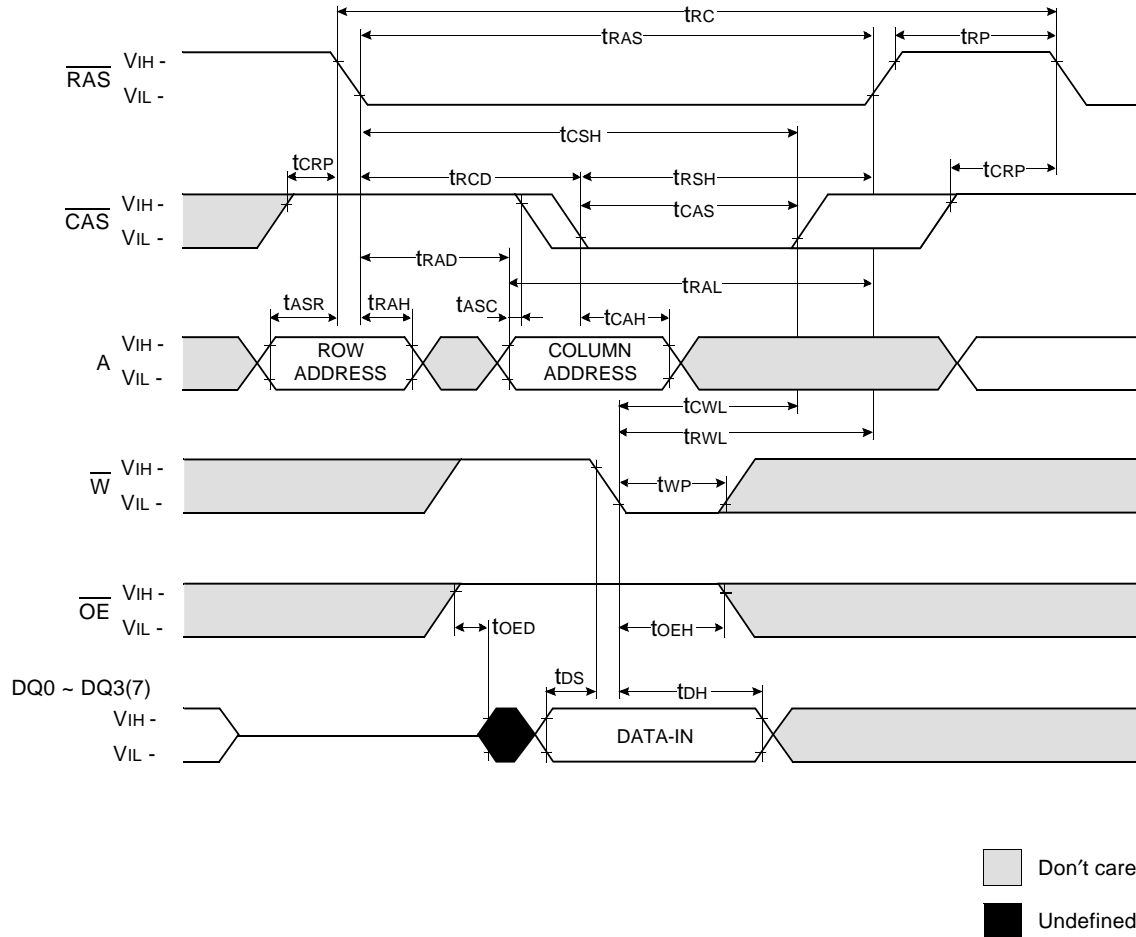 tRC
tRAS
tRP
RAS
VIH -
VIL -
tCSH
tCRP
tRCD
tRSH
tCRP
CAS
VIH -
VIL -
tCAS
tRAD
tRAL
tASR
tRAH
tASC
tCAH
A
VIH -
VIL -
ROW
ADDRESS
COLUMN
ADDRESS
tCWL
tRWL
W
VIH -
VIL -
tWP
OE
VIH -
VIL -
tOED
tOEH
tDS
tDH
DQ0 ~ DQ3(7)
VIH -
VIL -
DATA-IN
Don't care
Undefined